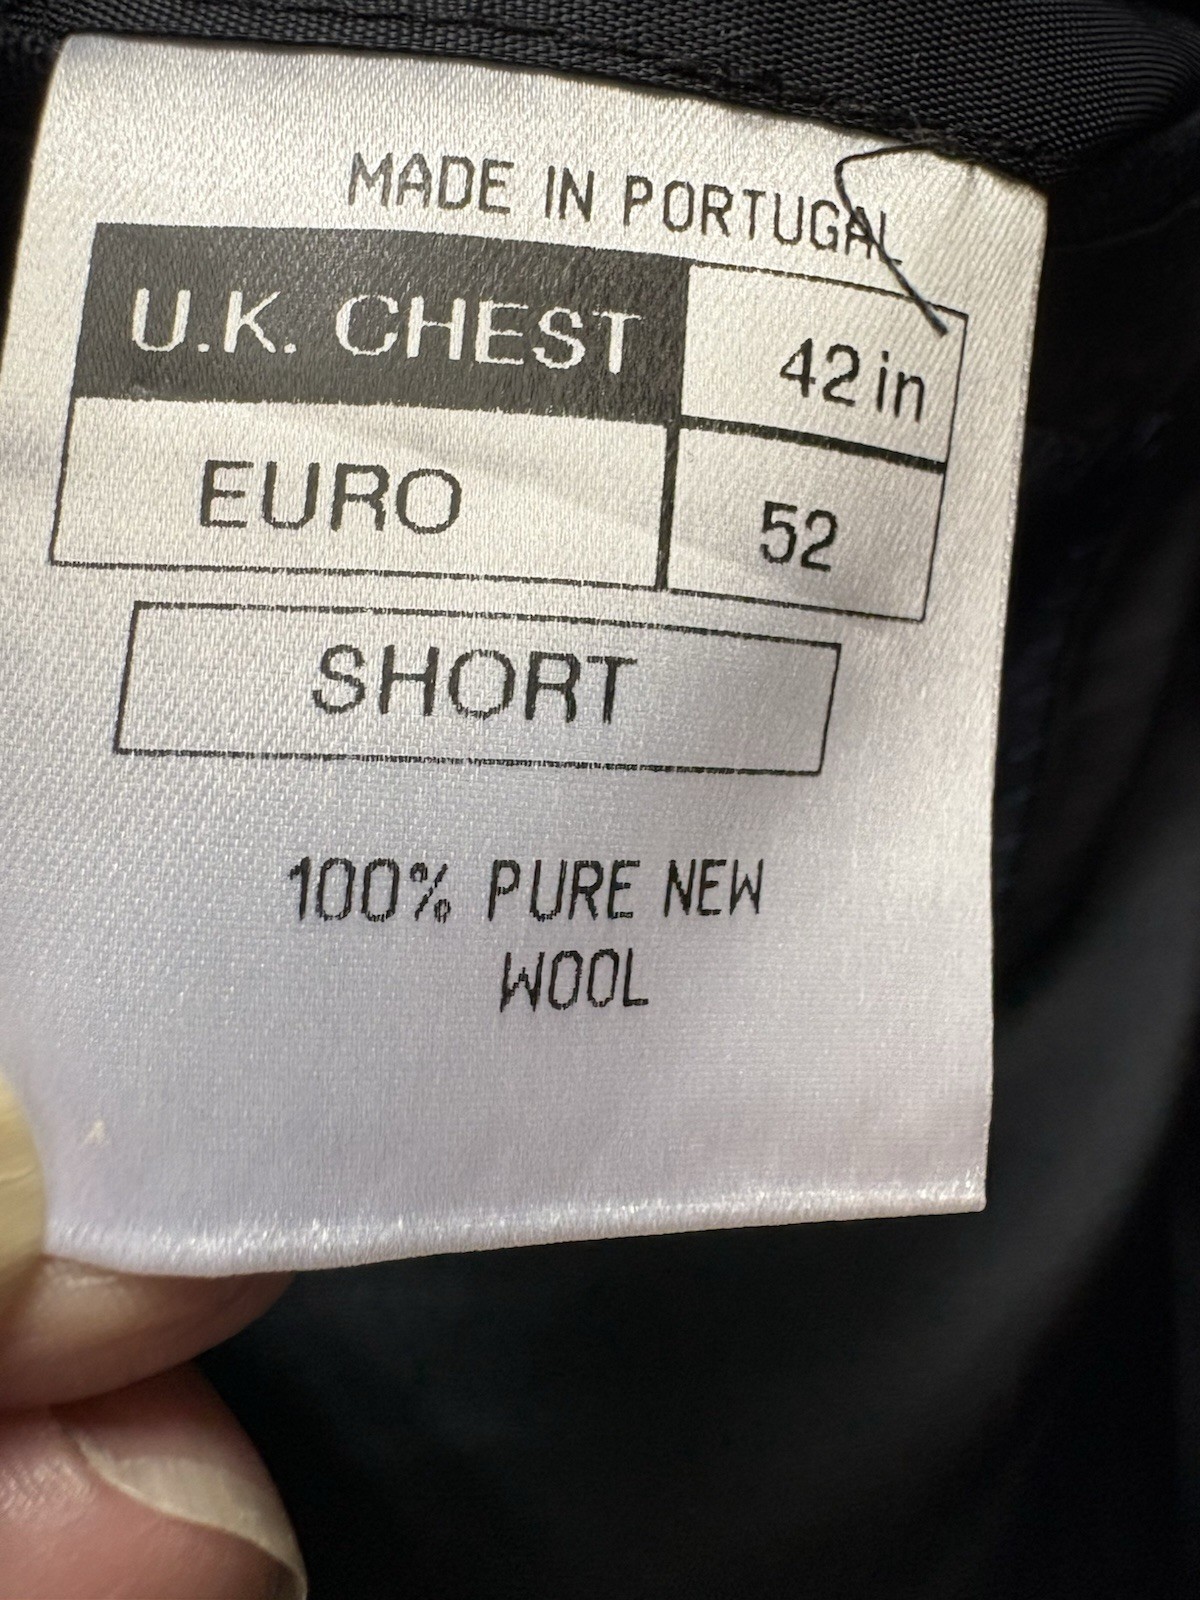 MADE IN PORTUGAL
U.K. CHEST 42 in
EURO 52
SHORT
100% PURE NEW
WOOL